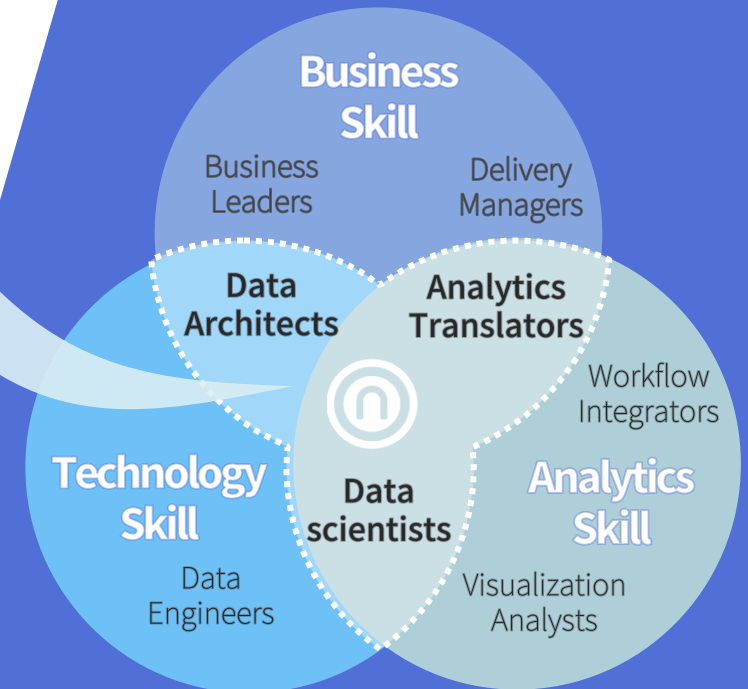 Business
Skill
Business
Leaders
Delivery
Managers
Data
Architects
Analytics
Translators
Workflow
Integrators
Technology
Skill
Data
scientists
Analytics
Skill
Data
Engineers
Visualization
Analysts